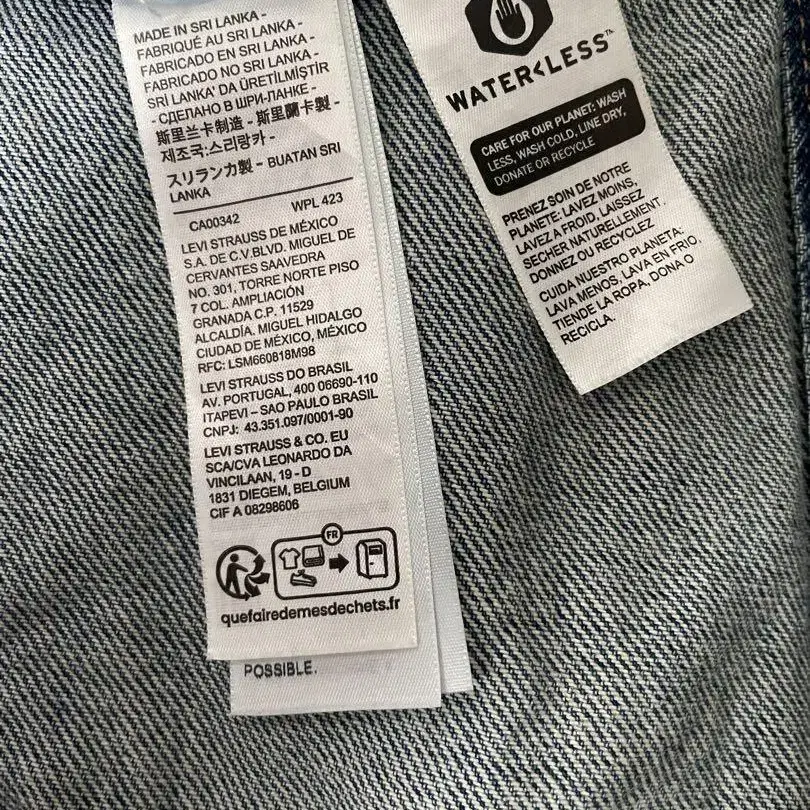 MADE IN SRI LANKA -
FABRIQUÉ AU SRI LANKA -
FABRICADO EN SRI LANKA -
FABRICADO NO SRI LANKA -
SRI LANKA' DA ÜRETİLMİŞTİR
- СДЕЛАНО В ШРИ-ЛАНКЕ -
斯里兰卡制造 - 斯里蘭卡製 -
제조국:스리랑카 -
スリランカ製 - BUATAN SRI
LANKA
CA00342 WPL 423
LEVI STRAUSS DE MÉXICO
S.A. DE C.V.BLVD. MIGUEL DE
CERVANTES SAAVEDRA
NO. 301, TORRE NORTE PISO
7 COL. AMPLIACIÓN
GRANADA C.P. 11529
ALCALDÍA. MIGUEL HIDALGO
CIUDAD DE MÉXICO, MÉXICO
RFC: LSM660818M98
LEVI STRAUSS DO BRASIL
AV. PORTUGAL, 400 06690-110
ITAPEVI – SAO PAULO BRASIL
CNPJ: 43.351.097/0001-90
LEVI STRAUSS & CO. EU
SCA/CVA LEONARDO DA
VINCILAAN, 19 - D
1831 DIEGEM, BELGIUM
CIF A 08298606
FR
quefairedemesdechets.fr
POSSIBLE.
WATER<LESS™
CARE FOR OUR PLANET: WASH
LESS, WASH COLD, LINE DRY,
DONATE OR RECYCLE
PRENEZ SOIN DE NOTRE
PLANETE: LAVEZ MOINS,
LAVEZ A FROID, LAISSEZ
SECHER NATURELLEMENT,
DONNEZ OU RECYCLEZ
CUIDA NUESTRO PLANETA:
LAVA MENOS, LAVA EN FRIO,
TIENDE LA ROPA, DONA O
RECICLA.